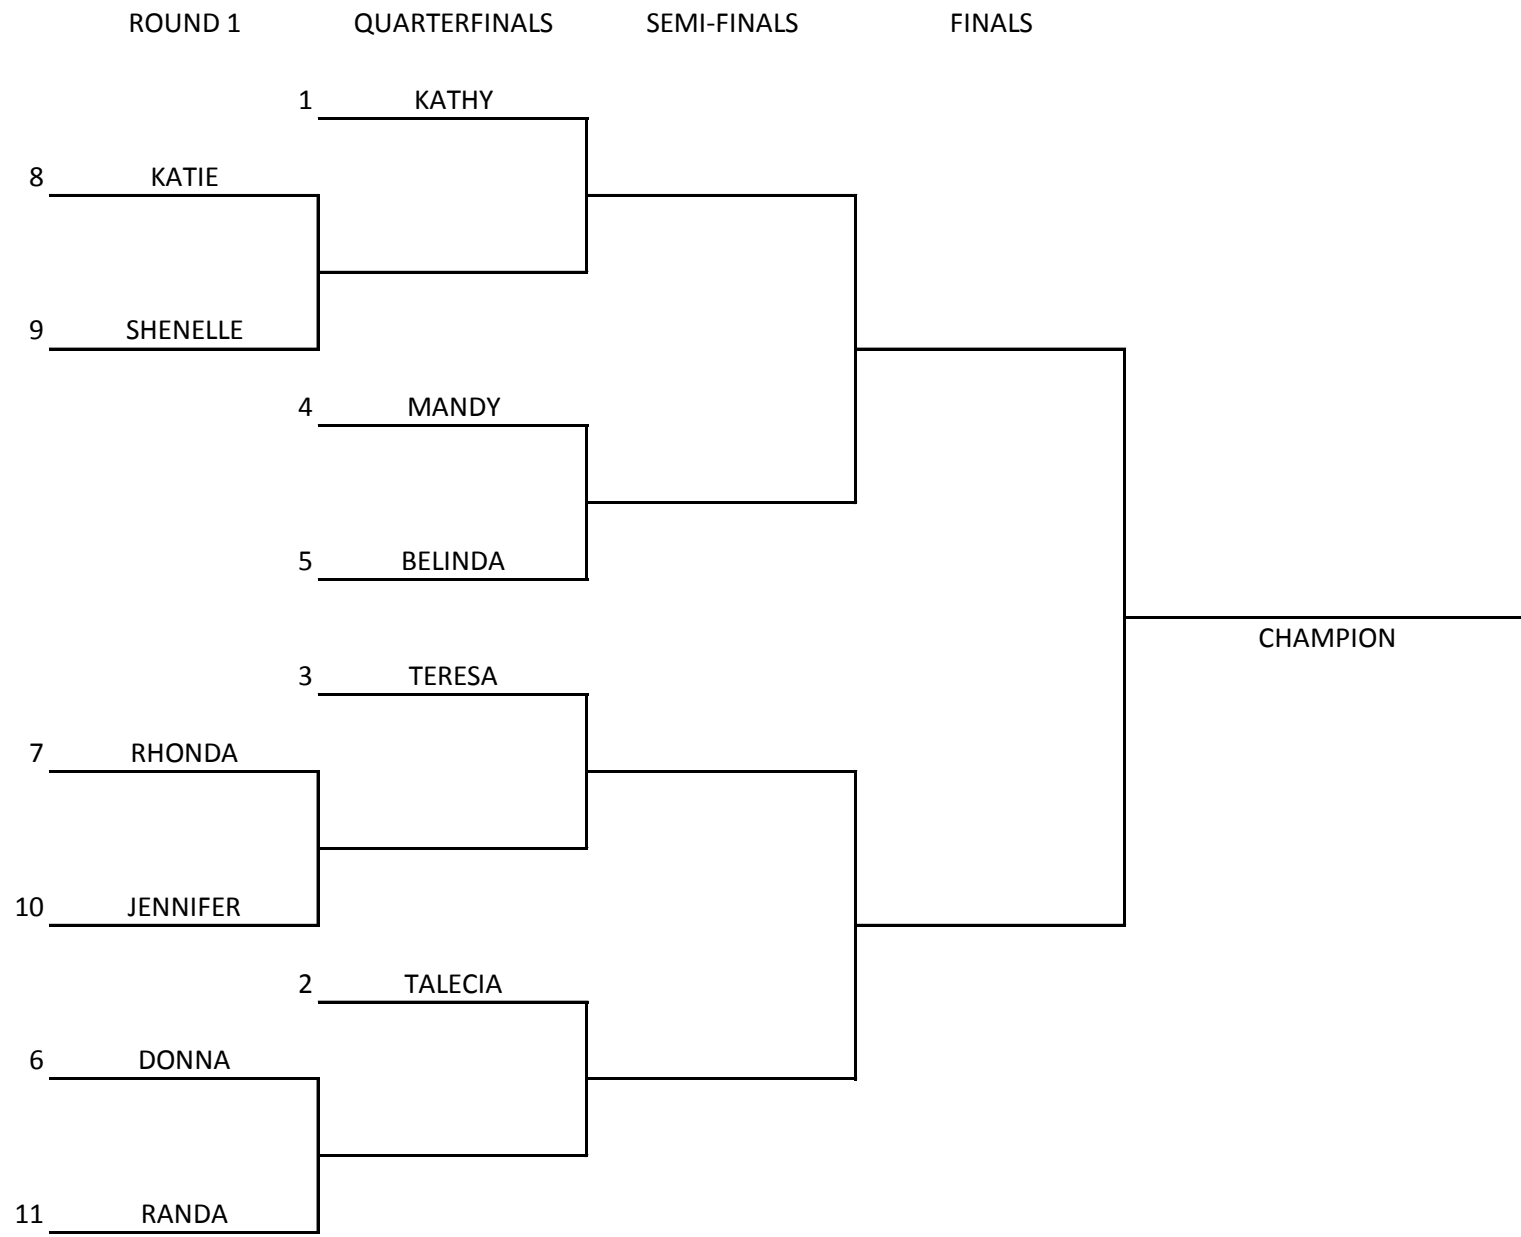 ROUND 1 QUARTERFINALS SEMI-FINALS FINALS
1 KATHY
8 KATIE
9 SHENELLE
4 MANDY
5 BELINDA
CHAMPION
3 TERESA
7 RHONDA
10 JENNIFER
2 TALECIA
6 DONNA
11 RANDA